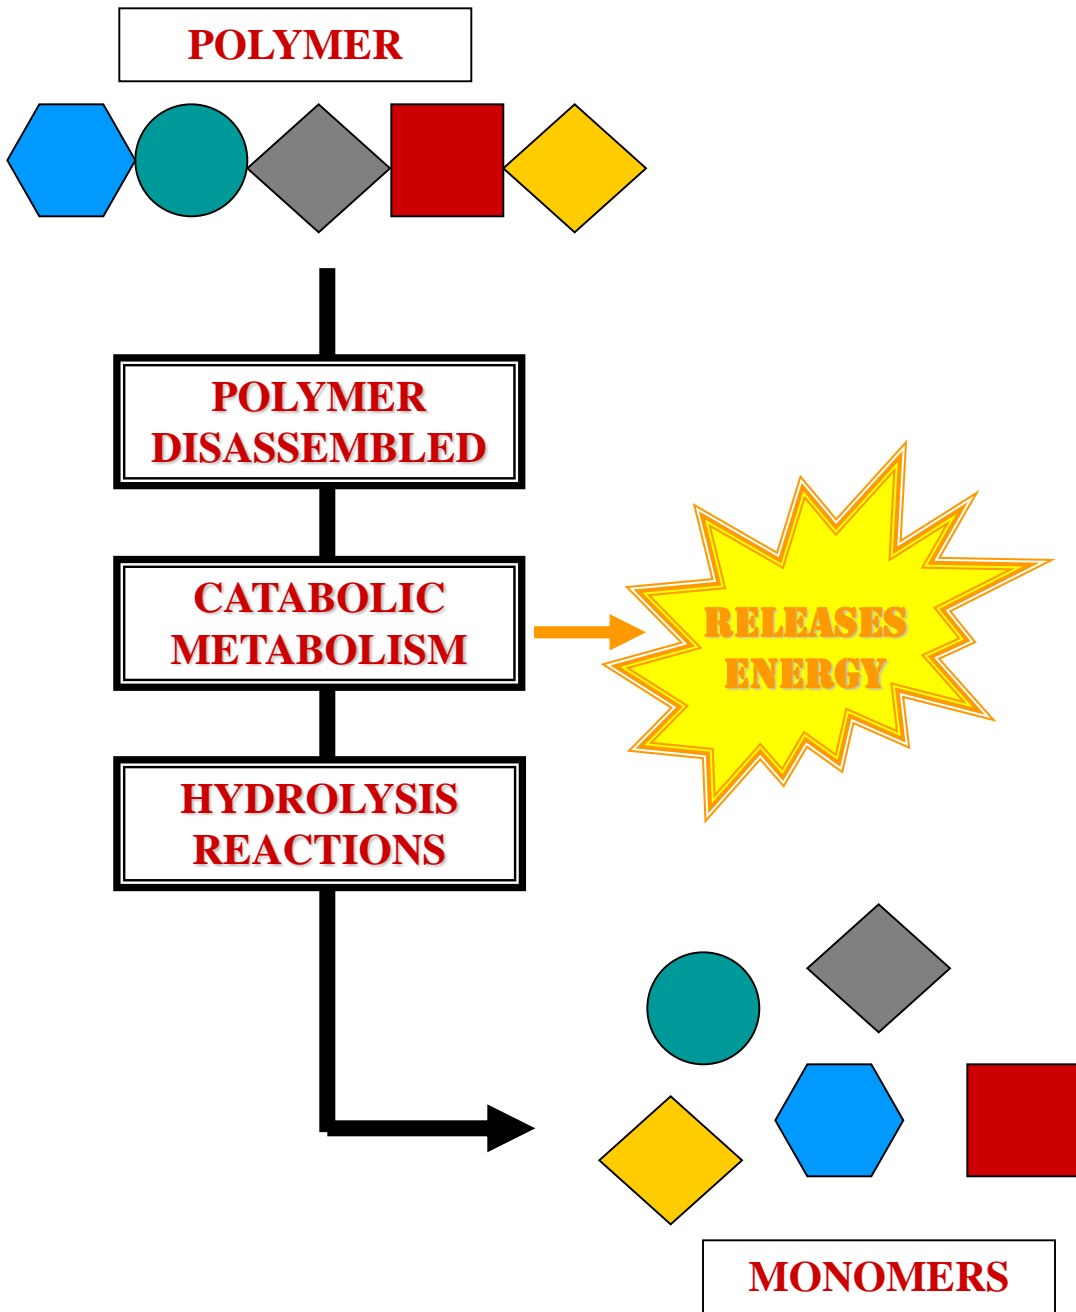 POLYMER
POLYMER
DISASSEMBLED
CATABOLIC
METABOLISM
RELEASES
ENERGY
HYDROLYSIS
REACTIONS
MONOMERS